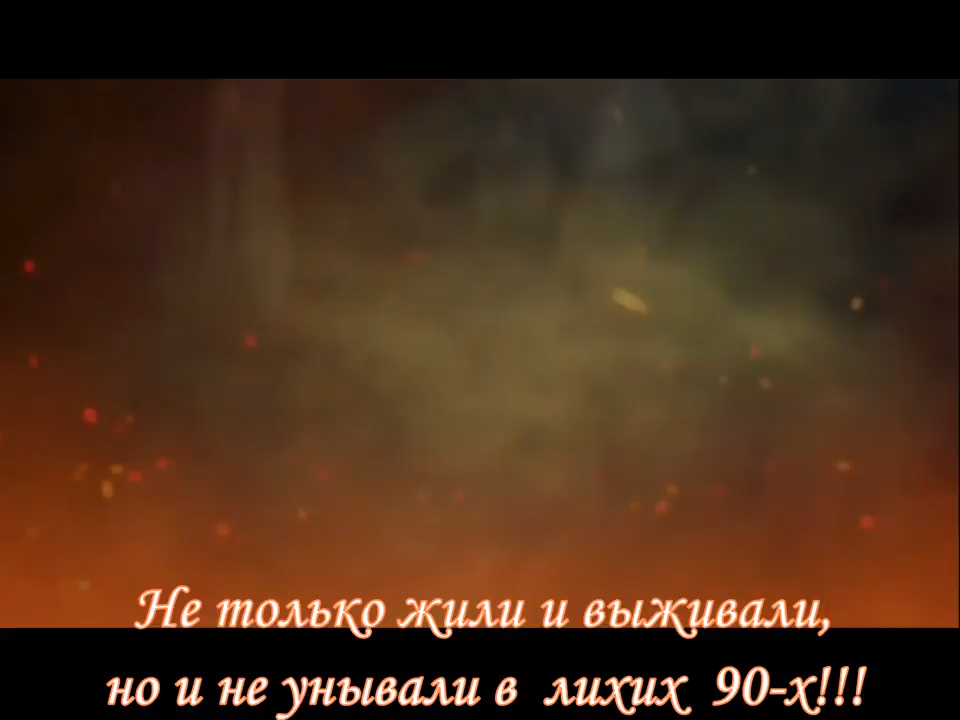 Не только жили и выживали,
но и не унывали в лихих 90-х!!!